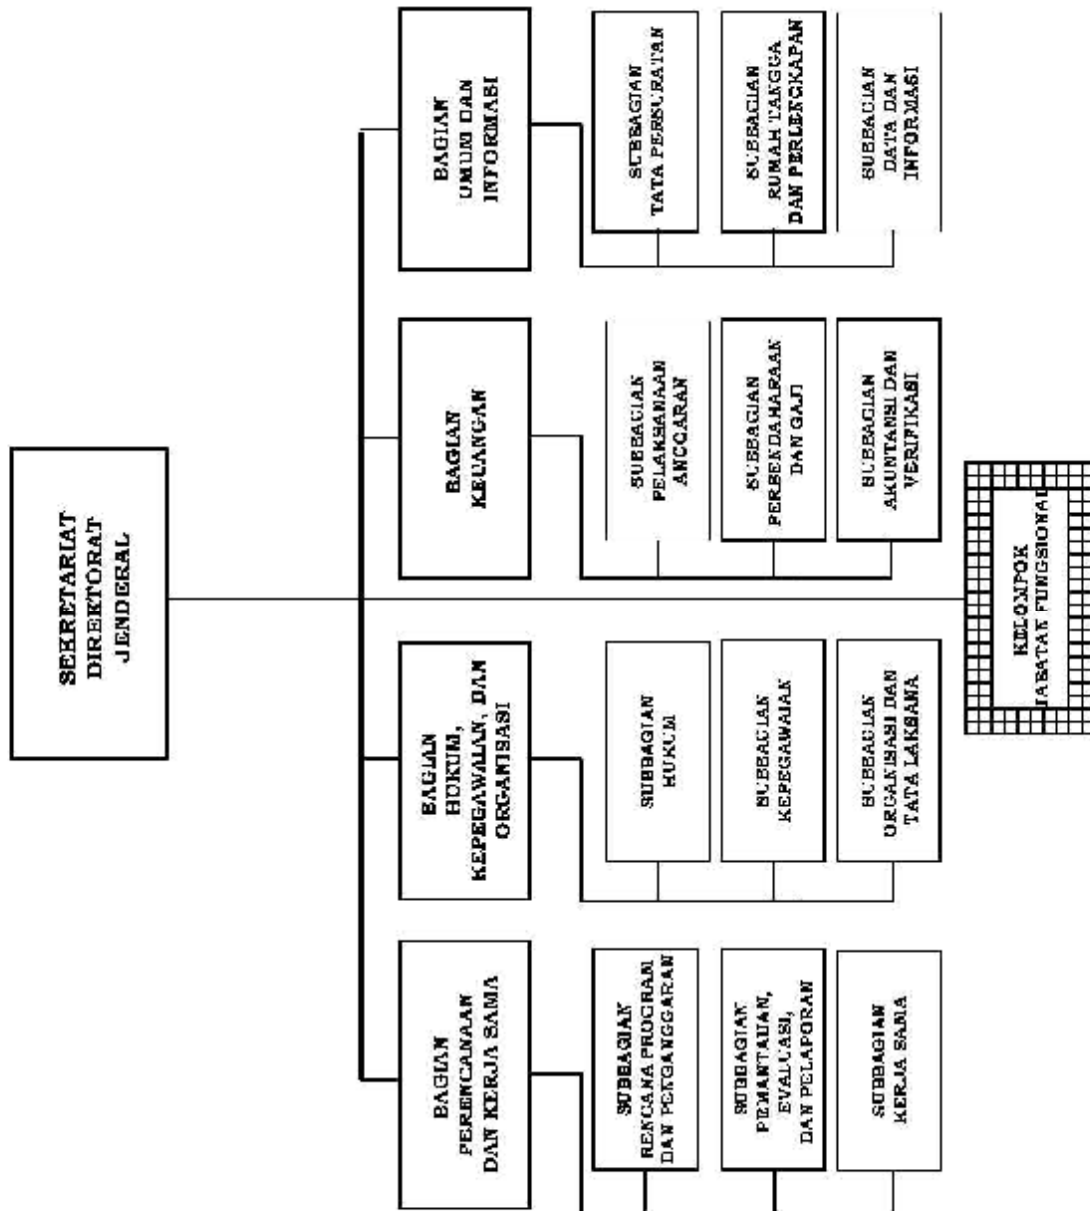 SEKRETARIAT
DIREKTORAT
JENDERAL
BAGIAN
PERENCANAAN
DAN KERJA SAMA
BAGIAN
HUKUM,
KEPEGAWAIAN, DAN
ORGANISASI
BAGIAN
KEUANGAN
BAGIAN
UMUM DAN
INFORMASI
SUBBAGIAN
RENCANA PROGRAM
DAN PENGANGGARAN
SUBBAGIAN
HUKUM
SUBBAGIAN
PELAKSANAAN
ANGGARAN
SUBBAGIAN
TATA PERSURATAN
SUBBAGIAN
PEMANTAUAN,
EVALUASI,
DAN PELAPORAN
SUBBAGIAN
KEPEGAWAIAN
SUBBAGIAN
PERBENDAHARAAN
DAN GAJI
SUBBAGIAN
RUMAH TANGGA
DAN PERLENGKAPAN
SUBBAGIAN
KERJA SAMA
SUBBAGIAN
ORGANISASI DAN
TATA LAKSANA
SUBBAGIAN
AKUNTANSI DAN
VERIFIKASI
SUBBAGIAN
DATA DAN
INFORMASI
KELOMPOK
JABATAN FUNGSIONAL